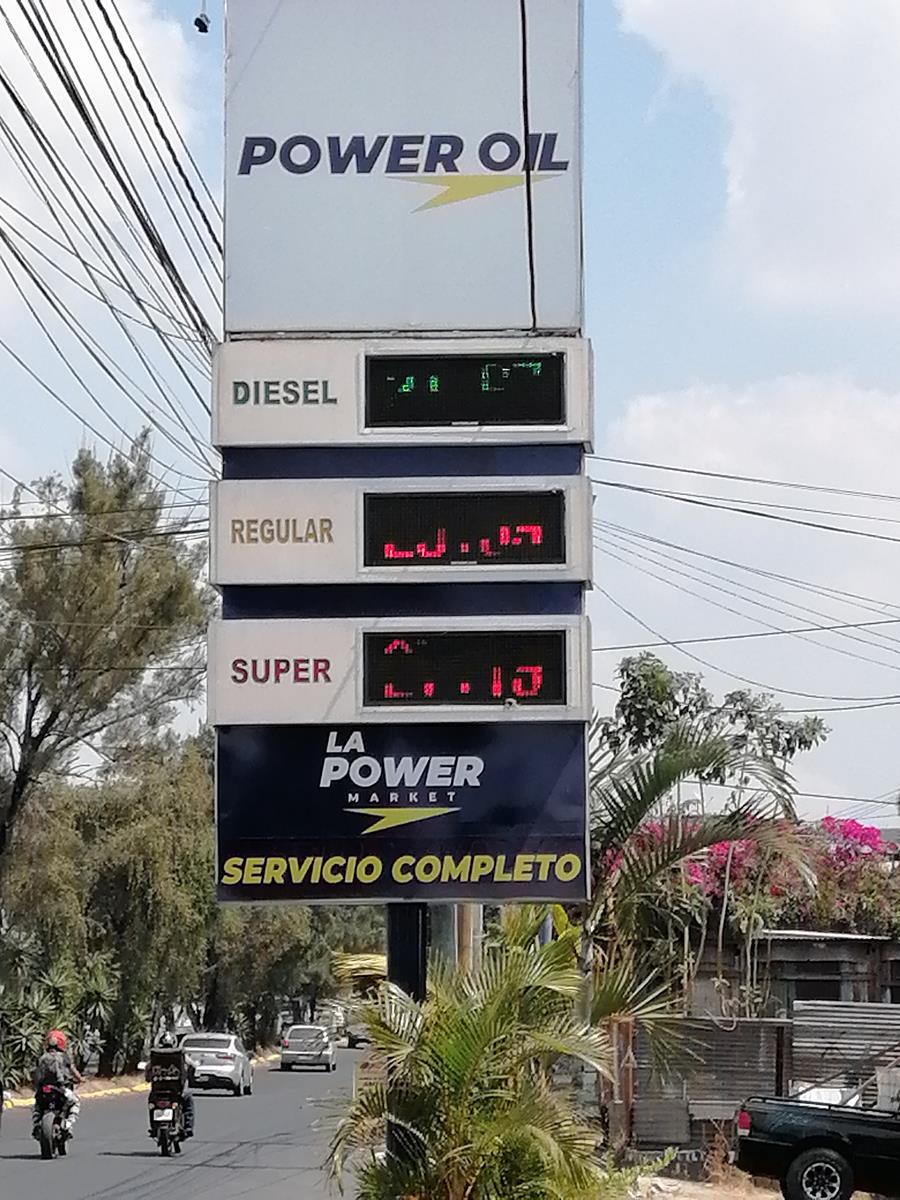 POWER OIL
DIESEL
REGULAR
SUPER
LA
POWER
MARKET
SERVICIO COMPLETO